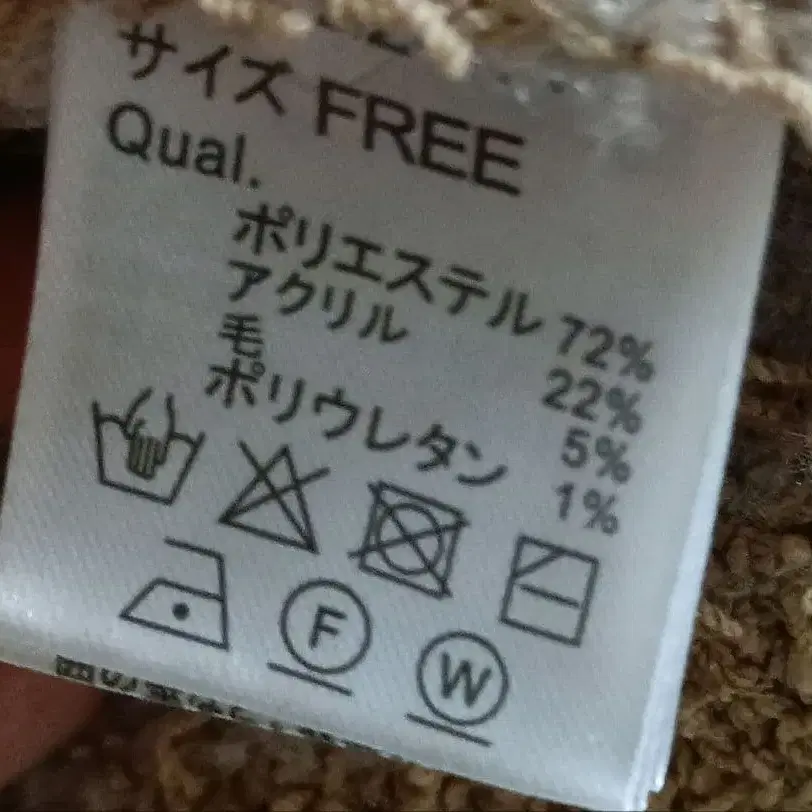 サイズ FREE
Qual.
ポリエステル 72%
アクリル 22%
毛 5%
ポリウレタン 1%
F
W